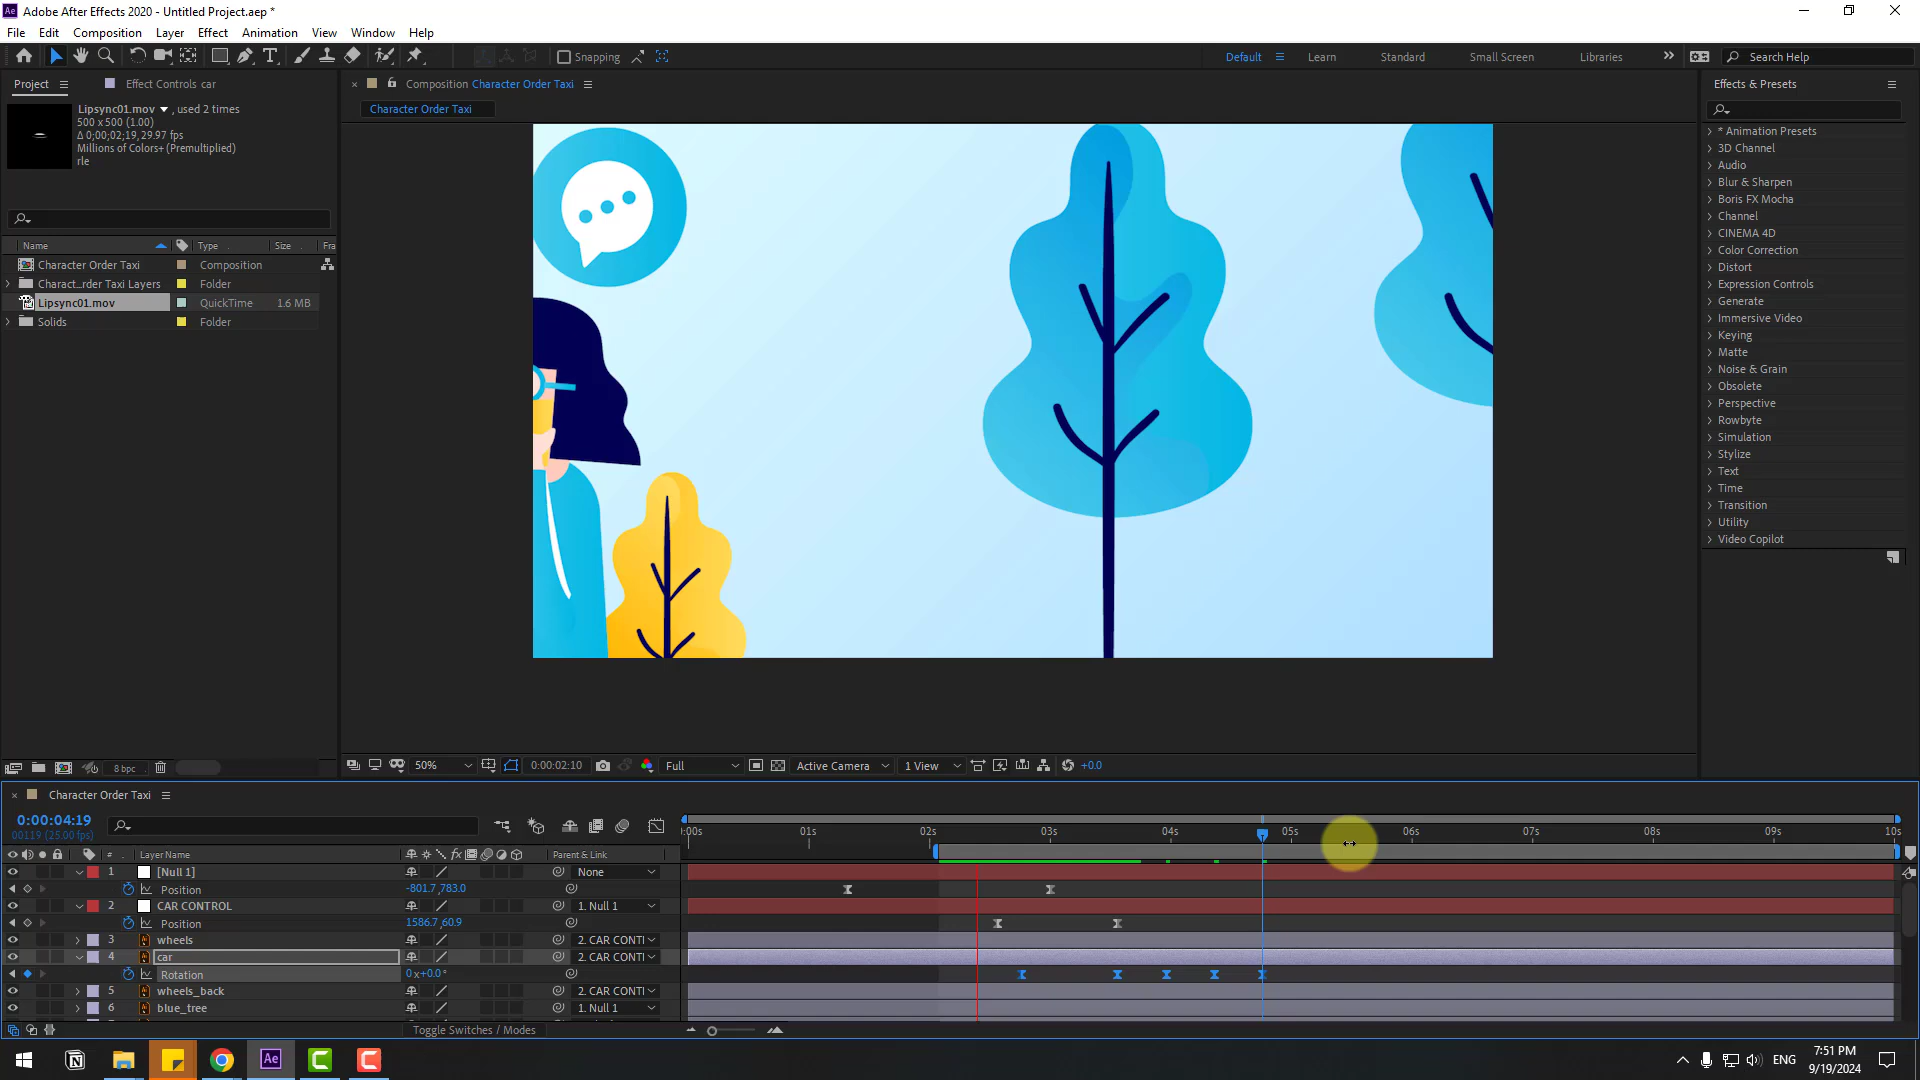 Adobe After Effects 2020 - Untitled Project.aep *
File Edit Composition Layer Effect Animation View Window Help
Snapping
Default Learn Standard Small Screen Libraries Search Help
Project Effect Controls car
Composition Character Order Taxi
Effects & Presets
Lipsync01.mov , used 2 times
500 x 500 (1.00)
Δ 0;00;02;19, 29.97 fps
Millions of Colors+ (Premultiplied)
rle
Character Order Taxi
Name Type Size Fra
Character Order Taxi Composition
Charact...rder Taxi Layers Folder
Lipsync01.mov QuickTime 1.6 MB
Solids Folder
* Animation Presets
3D Channel
Audio
Blur & Sharpen
Boris FX Mocha
Channel
CINEMA 4D
Color Correction
Distort
Expression Controls
Generate
Immersive Video
Keying
Matte
Noise & Grain
Obsolete
Perspective
Rowbyte
Simulation
Stylize
Text
Time
Transition
Utility
Video Copilot
8 bpc
50% 0:00:02:10 Full Active Camera 1 View +0.0
Character Order Taxi
0:00:04:19
00119 (25.00 fps)
:00s 01s 02s 03s 04s 05s 06s 07s 08s 09s 10s
# Layer Name Parent & Link
1 [Null 1] None
Position -801.7,783.0
2 CAR CONTROL 1. Null 1
Position 1586.7,60.9
3 wheels 2. CAR CONTI
4 car 2. CAR CONTI
Rotation 0x+0.0°
5 wheels_back 2. CAR CONTI
6 blue_tree 1. Null 1
Toggle Switches / Modes
ENG
7:51 PM
9/19/2024